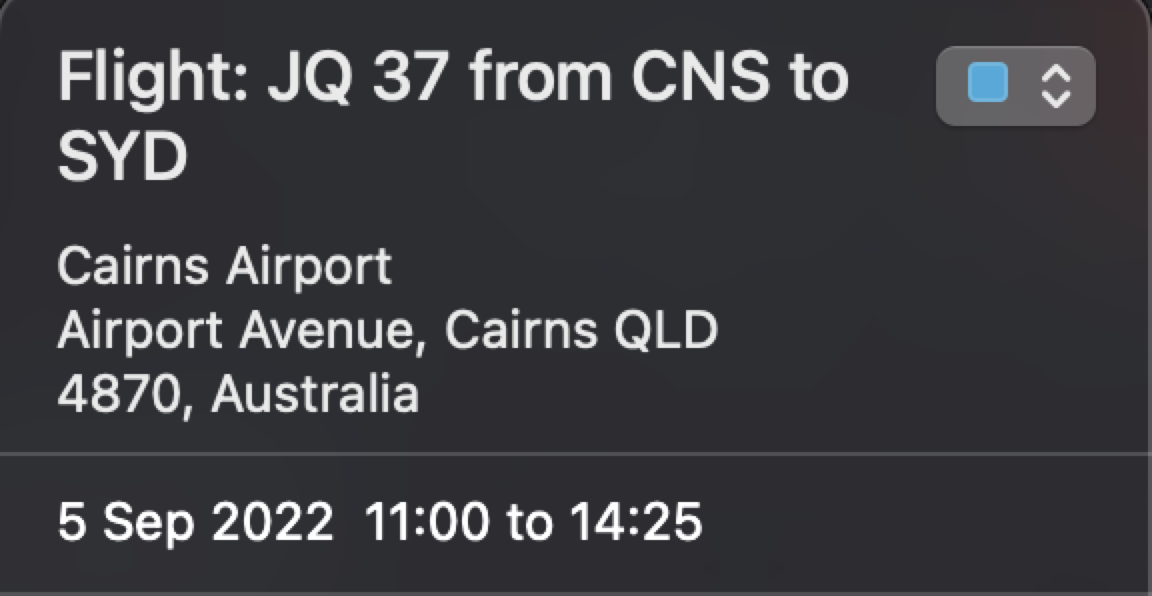 Flight: JQ 37 from CNS to
SYD
Cairns Airport
Airport Avenue, Cairns QLD
4870, Australia
5 Sep 2022  11:00 to 14:25